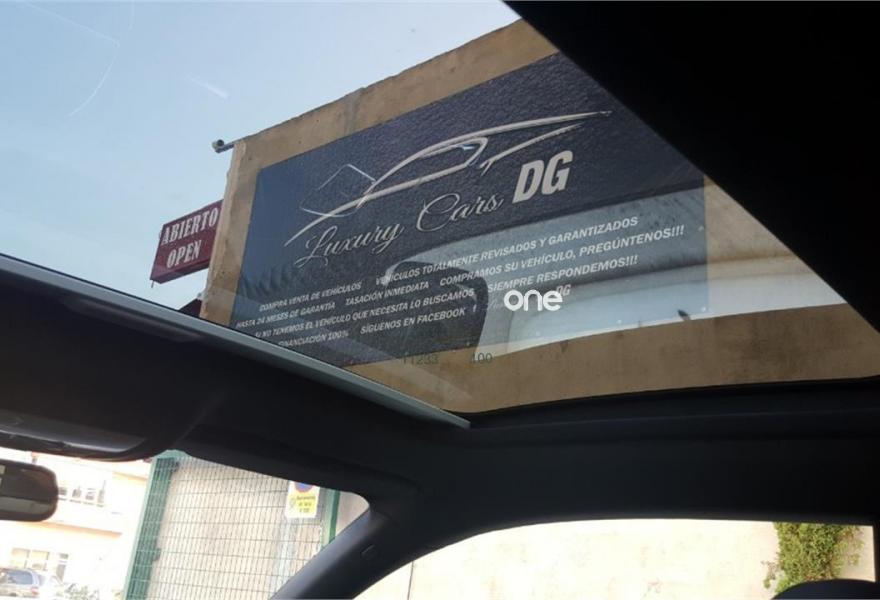 ABIERTO
OPEN
Luxury Cars DG
COMPRA VENTA DE VEHÍCULOS VEHÍCULOS TOTALMENTE REVISADOS Y GARANTIZADOS
HASTA 24 MESES DE GARANTÍA TASACIÓN INMEDIATA COMPRAMOS SU VEHÍCULO, PREGÚNTENOS!!!
SI NO TENEMOS EL VEHÍCULO QUE NECESITA LO BUSCAMOS SIEMPRE RESPONDEMOS!!!
FINANCIACIÓN 100% SÍGUENOS EN FACEBOOK DG
one